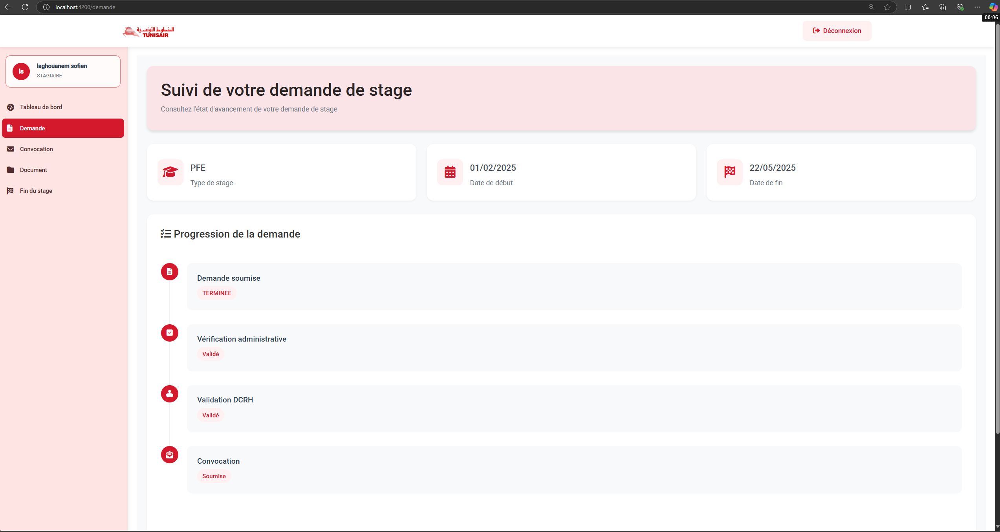 localhost:4200/demande
00:06
الخطوط التونسية
TUNISAIR
Déconnexion
ls
laghouanem sofien
STAGIAIRE
Tableau de bord
Demande
Convocation
Document
Fin du stage
Suivi de votre demande de stage
Consultez l'état d'avancement de votre demande de stage
PFE
Type de stage
01/02/2025
Date de début
22/05/2025
Date de fin
Progression de la demande
Demande soumise
TERMINEE
Vérification administrative
Validé
Validation DCRH
Validé
Convocation
Soumise